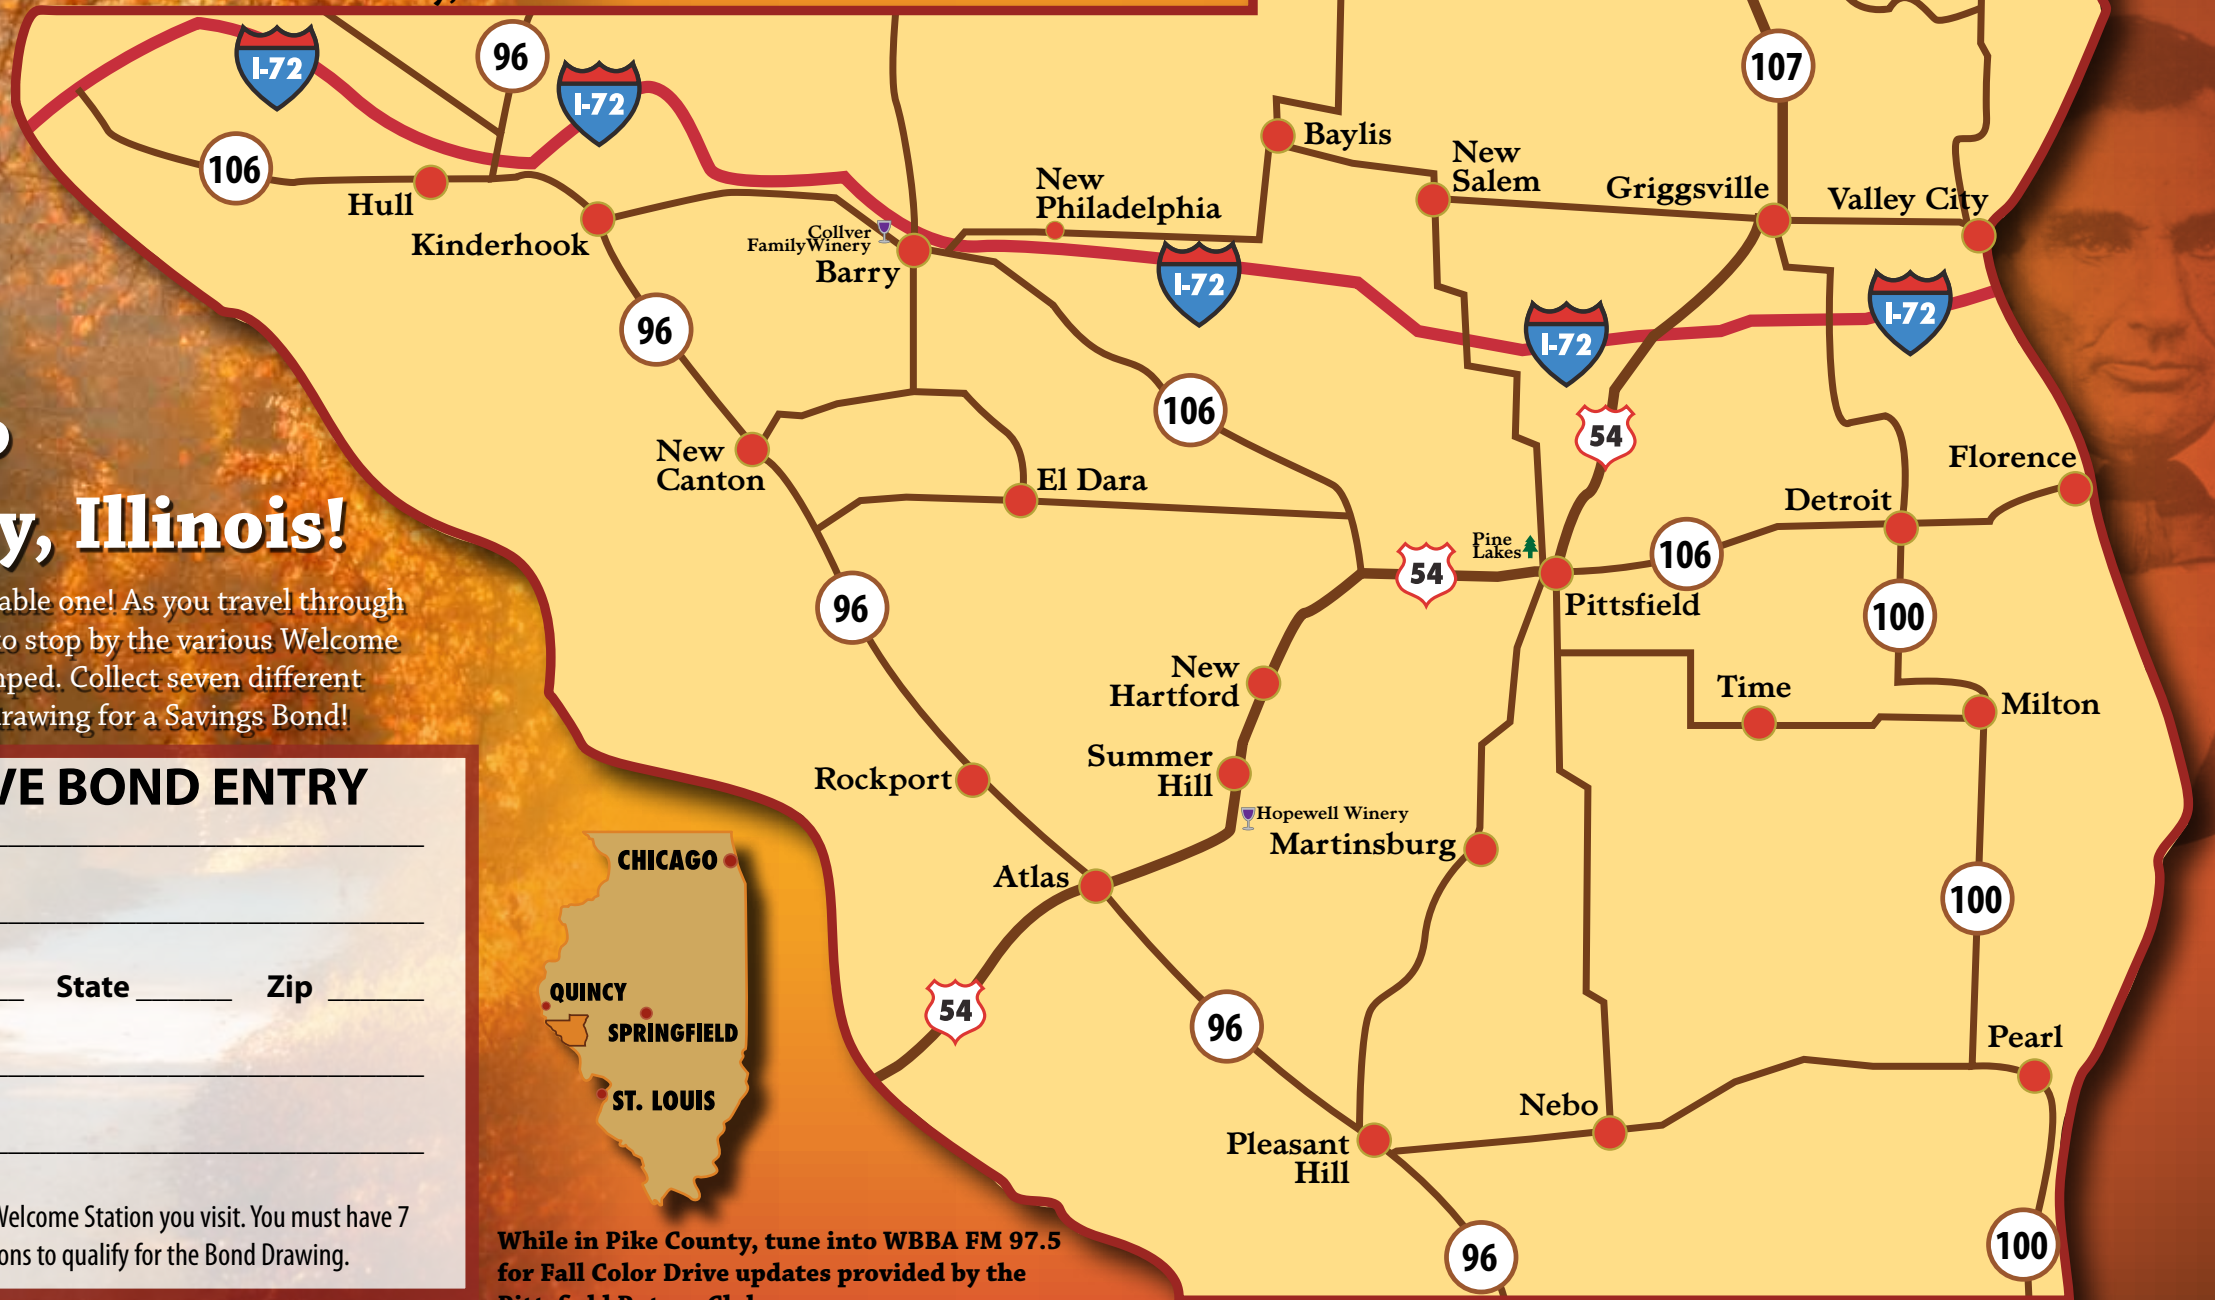 96
107
I-72
I-72
Baylis
New
Salem
106
Hull
New
Philadelphia
Griggsville
Valley City
Kinderhook
Collver
FamilyWinery
Barry
I-72
I-72
I-72
96
106
54
New
Canton
El Dara
Florence
Detroit
y, Illinois!
Pine
Lakes
54
106
Pittsfield
able one! As you travel through
to stop by the various Welcome
nped. Collect seven different
drawing for a Savings Bond!
96
100
New
Hartford
Time
Milton
Summer
Hill
Rockport
Hopewell Winery
Martinsburg
Atlas
VE BOND ENTRY
State
Zip
CHICAGO
QUINCY
SPRINGFIELD
ST. LOUIS
100
54
96
Pearl
Nebo
Pleasant
Hill
96
100
Welcome Station you visit. You must have 7
ons to qualify for the Bond Drawing.
While in Pike County, tune into WBBA FM 97.5
for Fall Color Drive updates provided by the